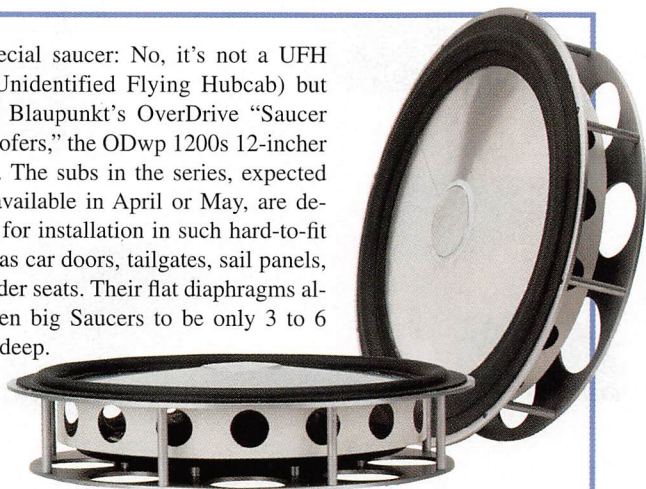 ecial saucer: No, it's not a UFH
Unidentified Flying Hubcab) but
Blaupunkt's OverDrive “Saucer
ofers,” the ODwp 1200s 12-incher
. The subs in the series, expected
available in April or May, are de-
for installation in such hard-to-fit
as car doors, tailgates, sail panels,
der seats. Their flat diaphragms al-
en big Saucers to be only 3 to 6
deep.